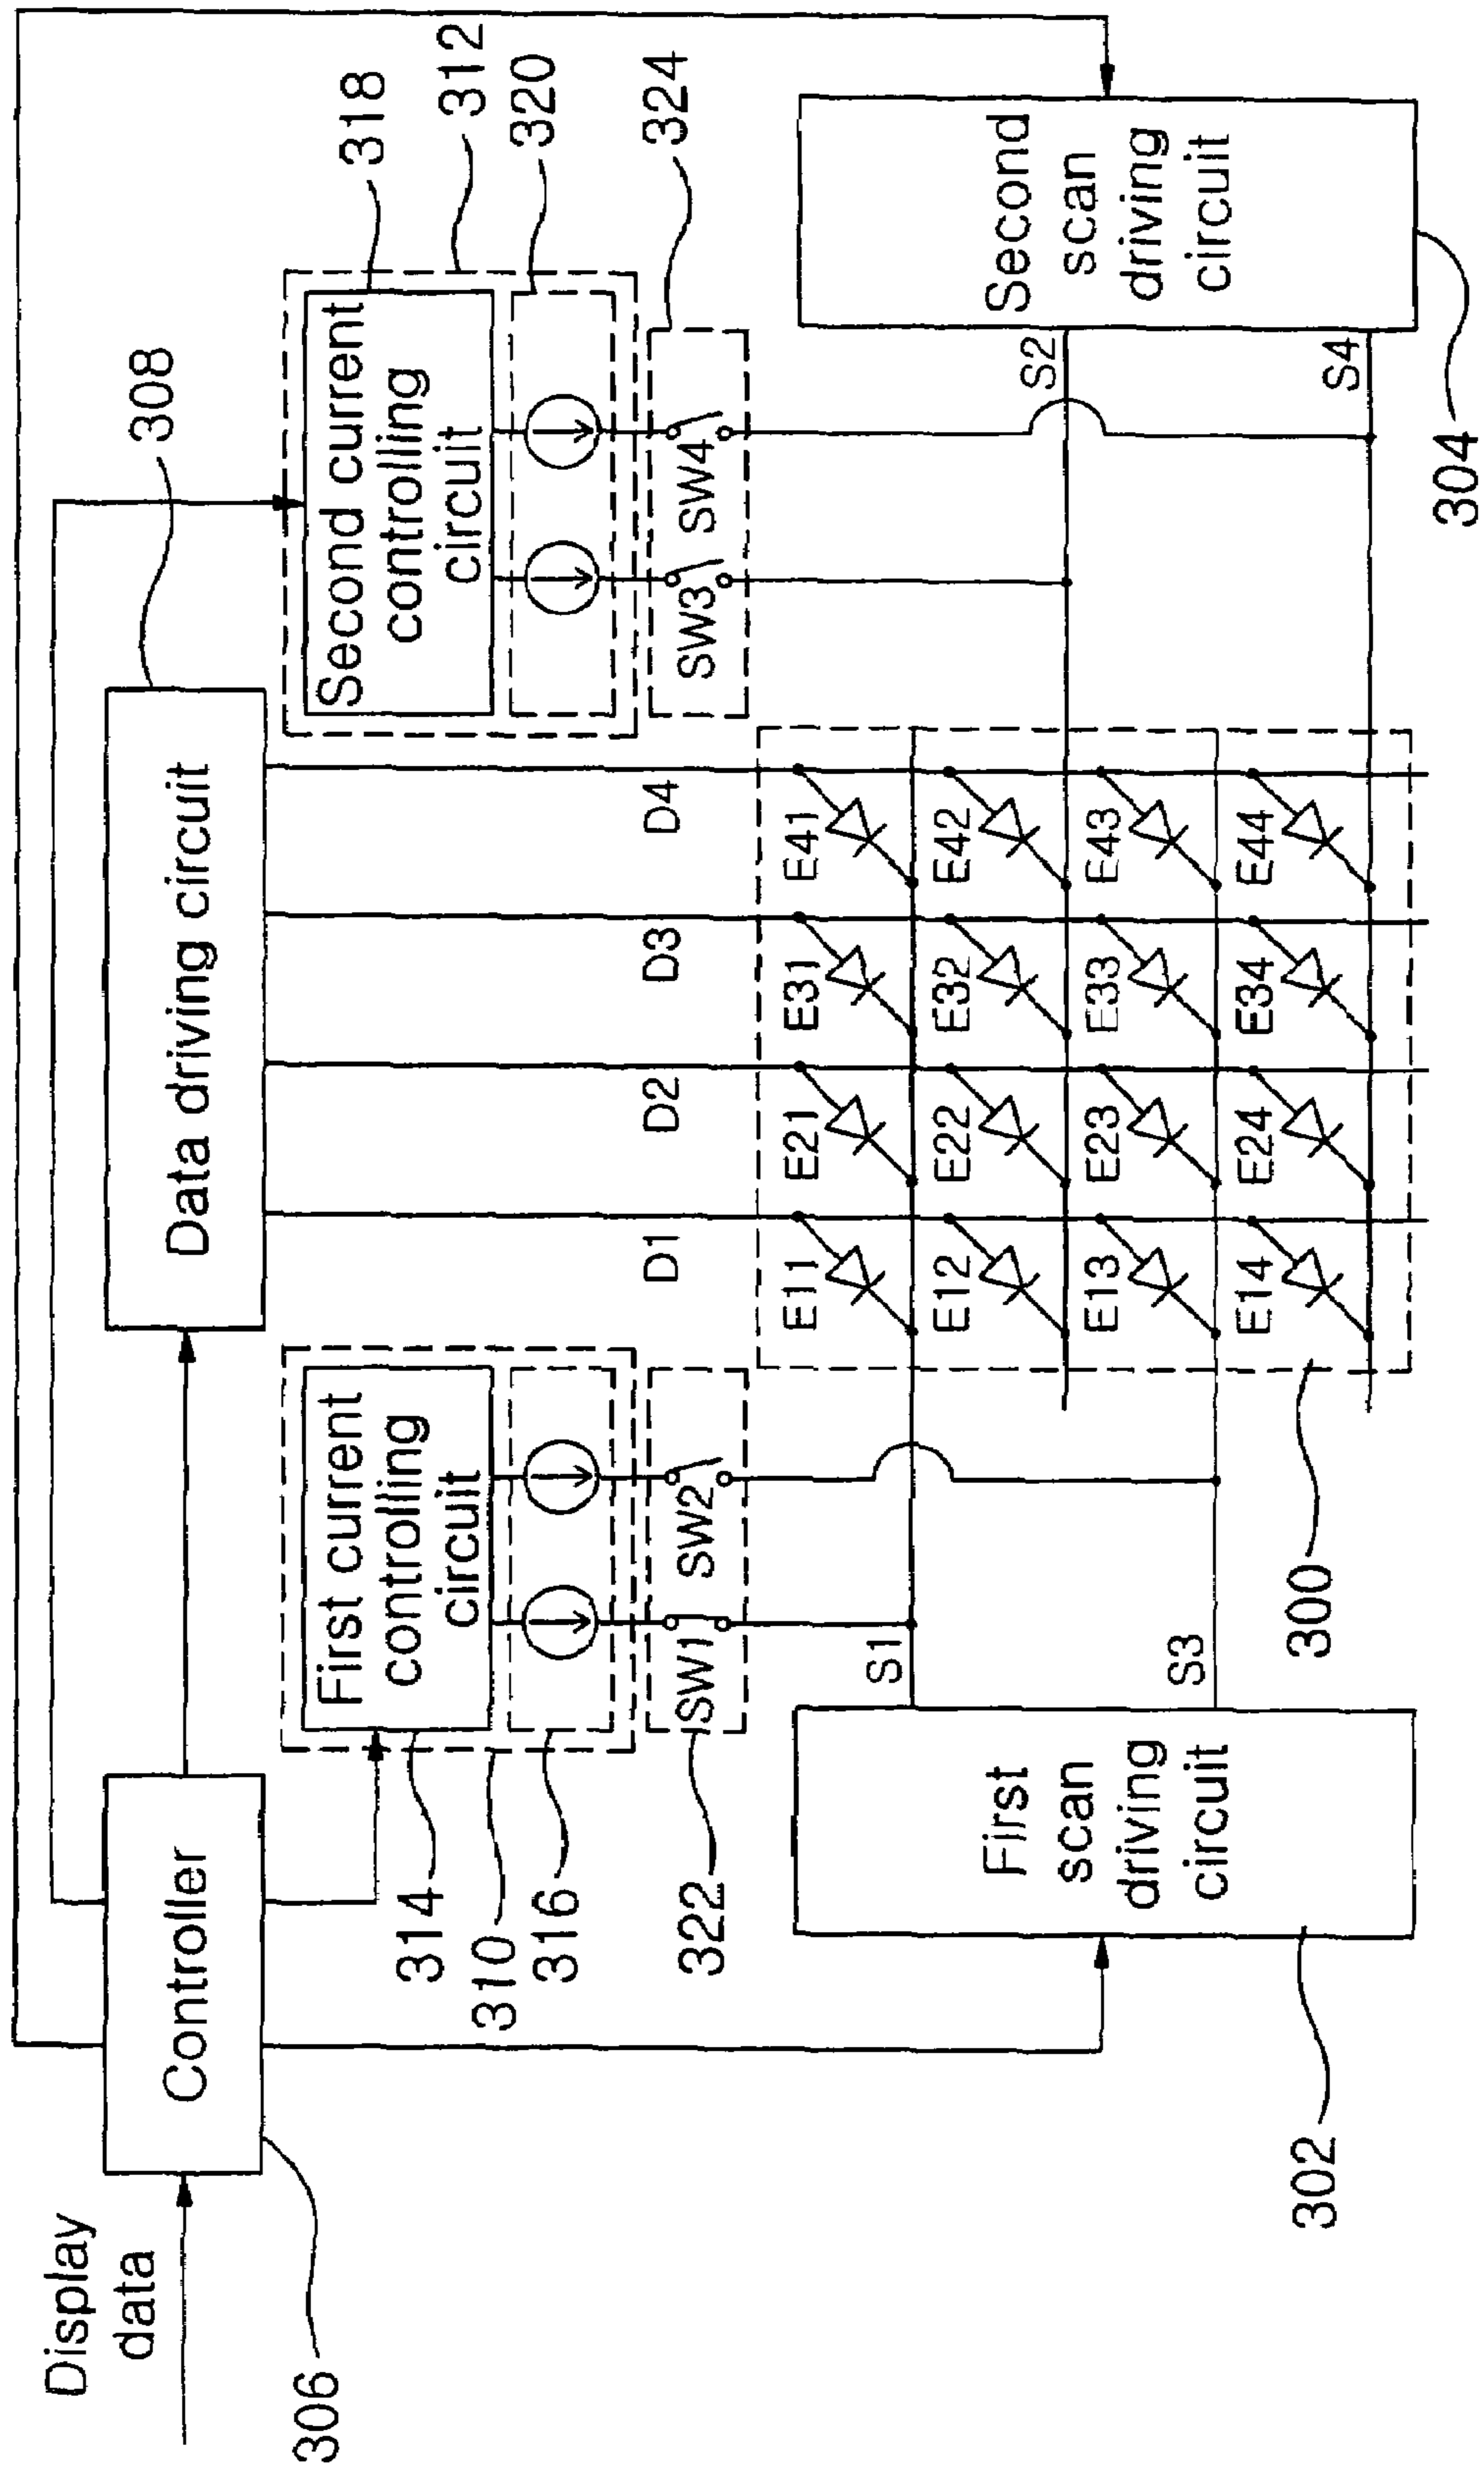 Display
data
306
Controller
Data driving circuit
308
First current
controlling
circuit
Second current
controlling
circuit
318
312
320
324
314
310
316
322
SW1
SW2
SW3
SW4
D1
D2
D3
D4
First
scan
driving
circuit
302
S1
S3
E11
E21
E31
E41
E12
E22
E32
E42
E13
E23
E33
E43
E14
E24
E34
E44
300
S2
S4
Second
scan
driving
circuit
304